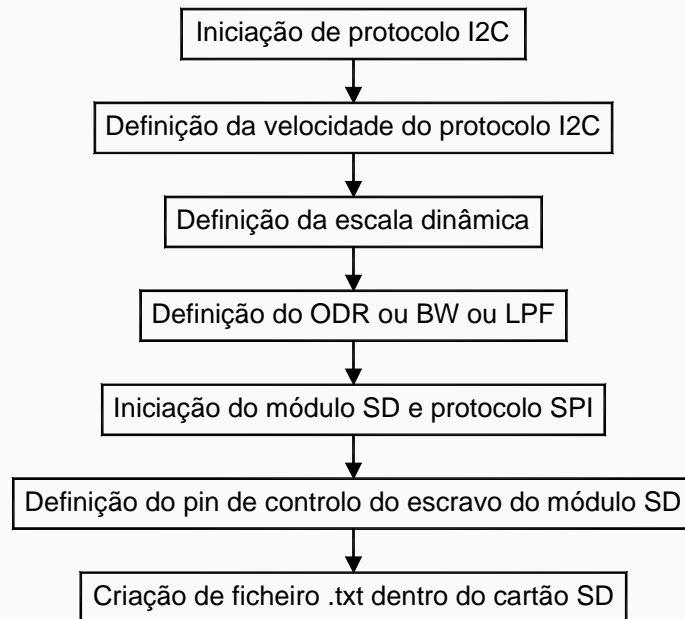 Iniciação de protocolo I2C
Definição da velocidade do protocolo I2C
Definição da escala dinâmica
Definição do ODR ou BW ou LPF
Iniciação do módulo SD e protocolo SPI
Definição do pin de controlo do escravo do módulo SD
Criação de ficheiro .txt dentro do cartão SD